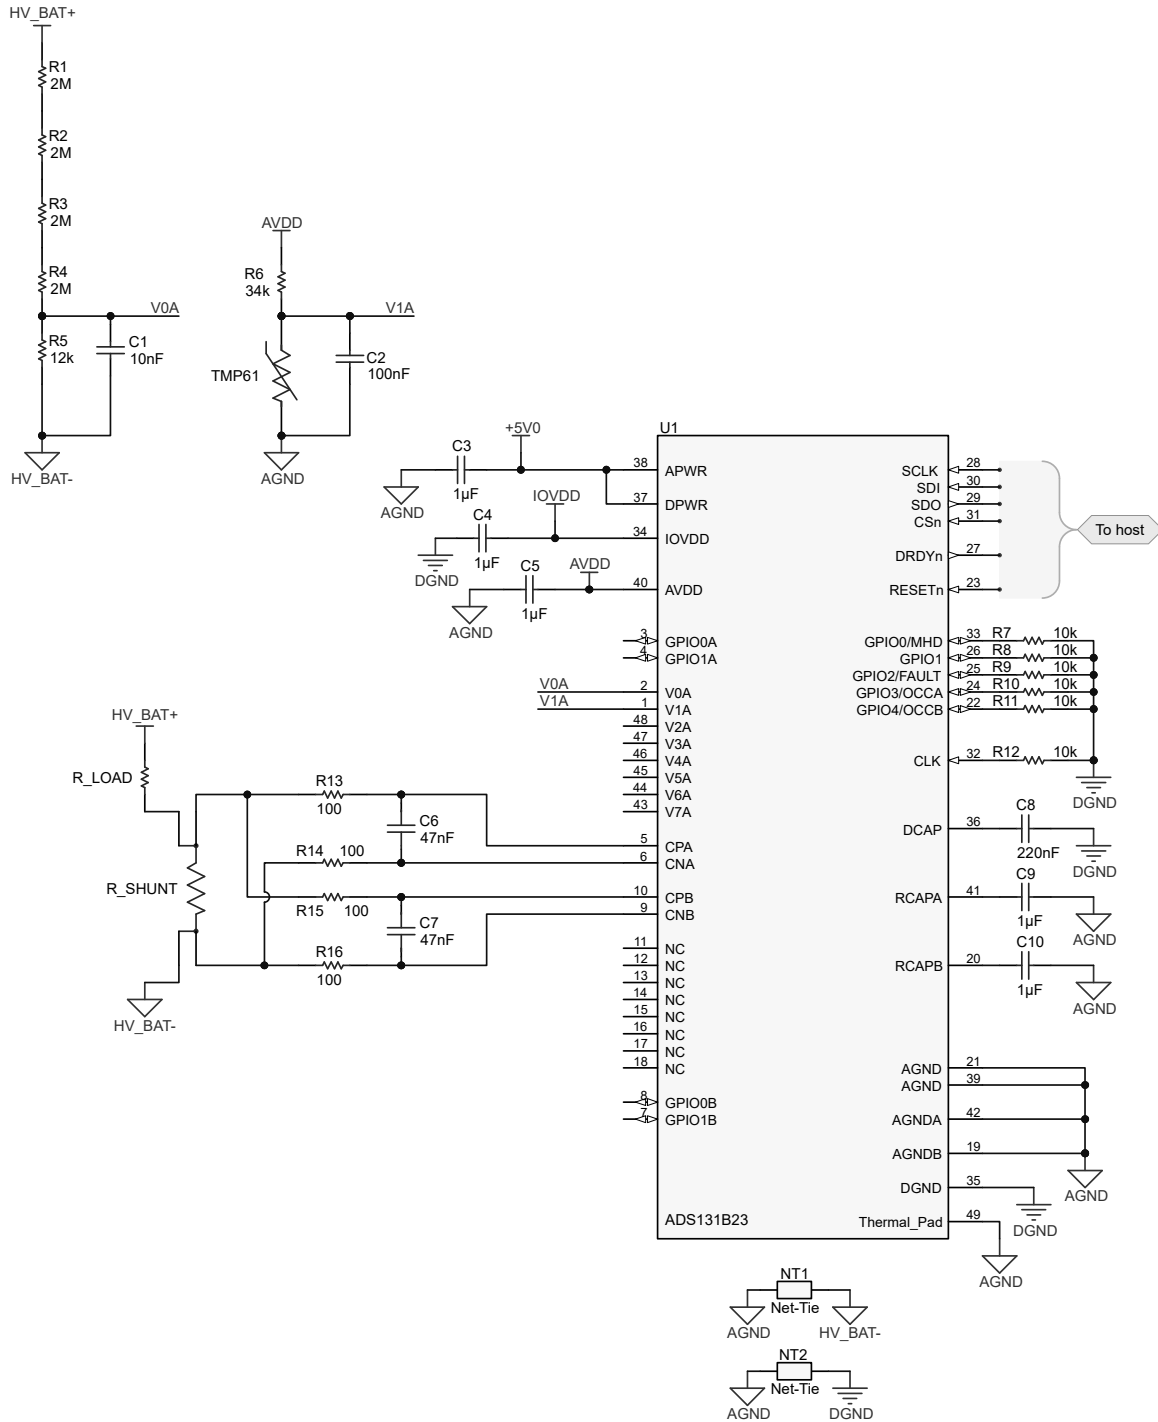 HV_BAT+
R1
2M
R2
2M
R3
2M
R4
2M
V0A
R5
12k
C1
10nF
HV_BAT-
AVDD
R6
34k
V1A
TMP61
C2
100nF
AGND
U1
+5V0
C3
1µF
AGND
38
APWR
37
DPWR
IOVDD
C4
1µF
DGND
34
IOVDD
AVDD
C5
1µF
AGND
40
AVDD
3
GPIO0A
4
GPIO1A
V0A
2
V0A
V1A
1
V1A
48
V2A
47
V3A
46
V4A
45
V5A
44
V6A
43
V7A
HV_BAT+
R_LOAD
R_SHUNT
HV_BAT-
R13
100
C6
47nF
R14 100
R15 100
C7
47nF
R16
100
5
CPA
6
CNA
10
CPB
9
CNB
11
NC
12
NC
13
NC
14
NC
15
NC
16
NC
17
NC
18
NC
8
GPIO0B
7
GPIO1B
ADS131B23
SCLK
28
SDI
30
SDO
29
CSn
31
DRDYn
27
RESETn
23
To host
GPIO0/MHD
33
R7 10k
GPIO1
26
R8 10k
GPIO2/FAULT
25
R9 10k
GPIO3/OCCA
24
R10 10k
GPIO4/OCCB
22
R11 10k
CLK
32
R12 10k
DGND
DCAP
36
C8
220nF
DGND
RCAPA
41
C9
1µF
AGND
RCAPB
20
C10
1µF
AGND
AGND
21
AGND
39
AGNDA
42
AGNDB
19
AGND
DGND
35
DGND
Thermal_Pad
49
AGND
NT1
Net-Tie
AGND
HV_BAT-
NT2
Net-Tie
AGND
DGND